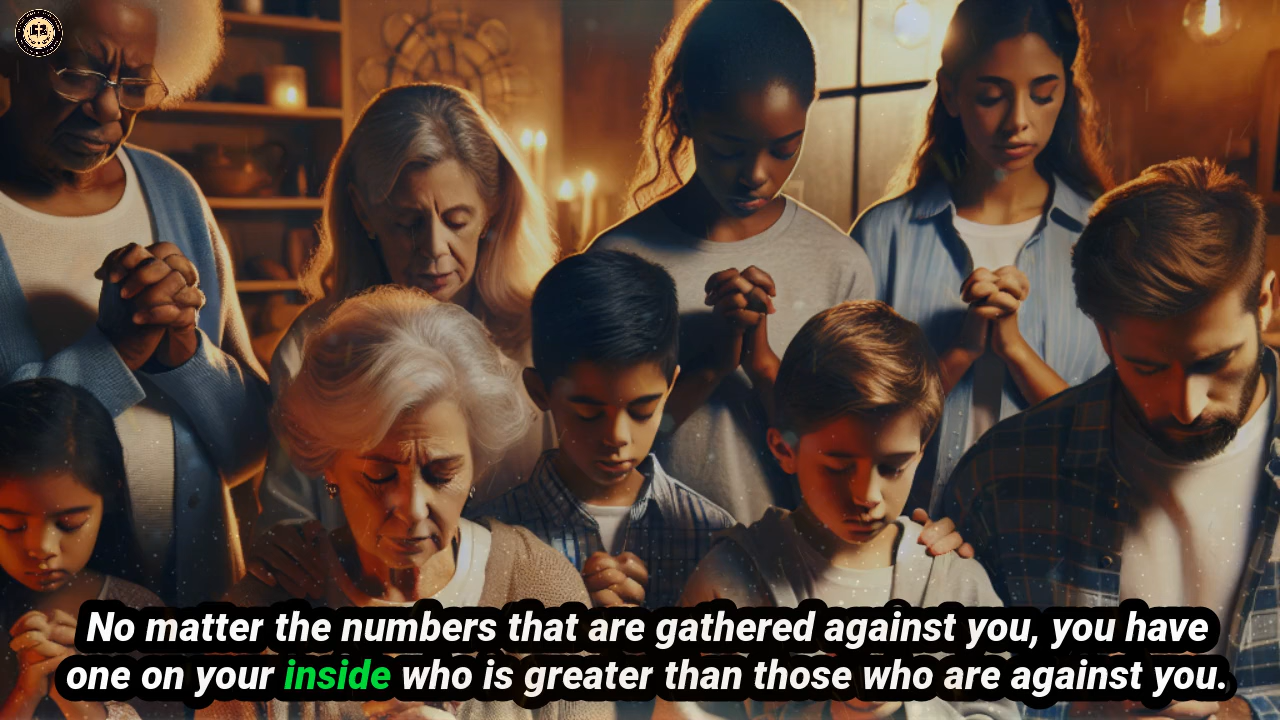 No matter the numbers that are gathered against you, you have
one on your inside who is greater than those who are against you.